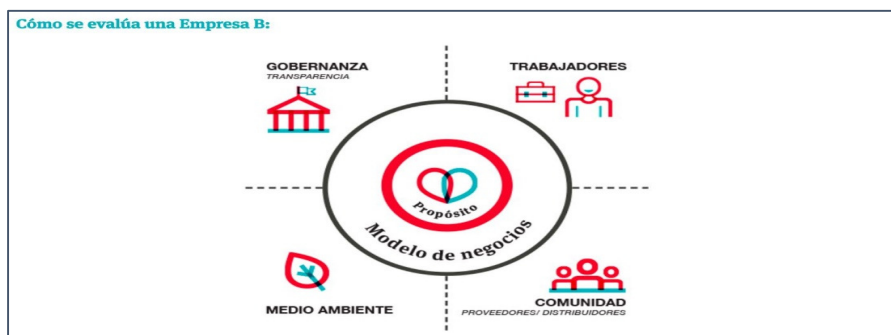 Cómo se evalúa una Empresa B:
GOBERNANZA
TRANSPARENCIA
TRABAJADORES
Propósito
Modelo de negocios
MEDIO AMBIENTE
COMUNIDAD
PROVEEDORES/ DISTRIBUIDORES